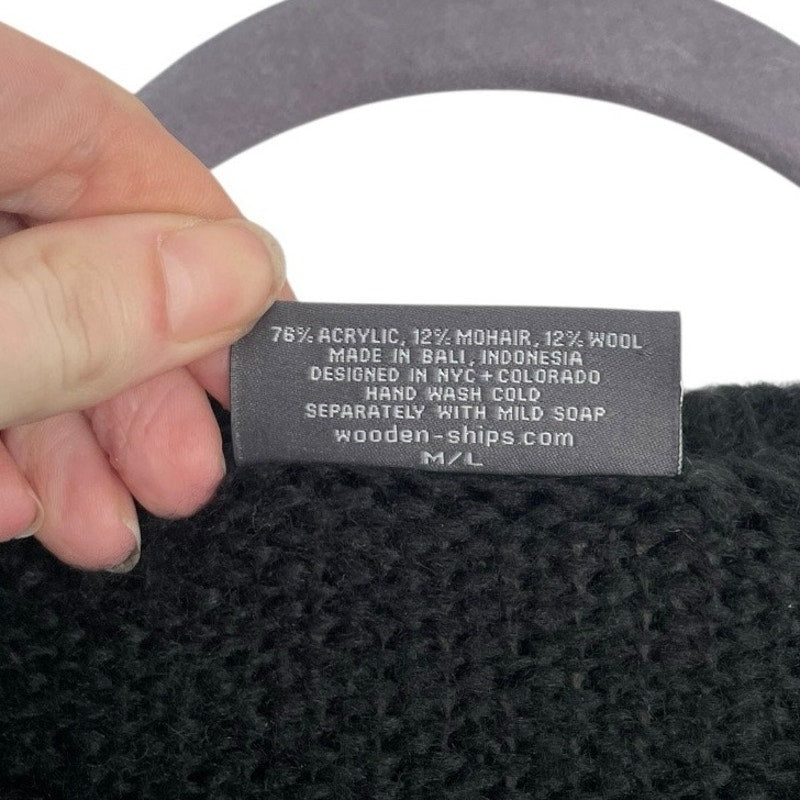 76% ACRYLIC, 12% MOHAIR, 12% WOOL
MADE IN BALI, INDONESIA
DESIGNED IN NYC + COLORADO
HAND WASH COLD
SEPARATELY WITH MILD SOAP
wooden-ships.com
M/L